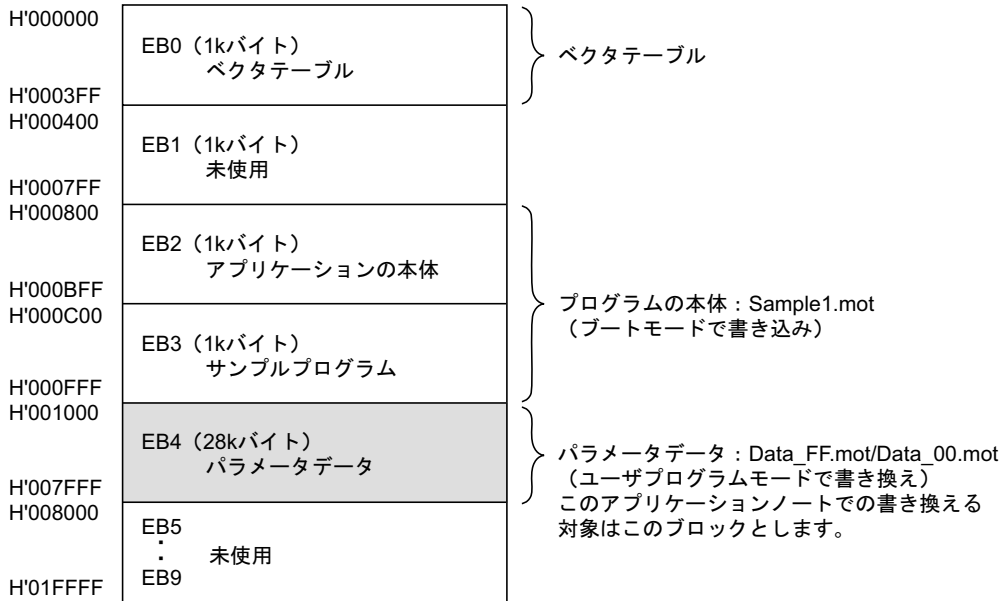 H'000000
EB0（1kバイト）
ベクタテーブル
ベクタテーブル
H'0003FF
H'000400
EB1（1kバイト）
未使用
H'0007FF
H'000800
EB2（1kバイト）
アプリケーションの本体
H'000BFF
H'000C00
プログラムの本体：Sample1.mot
（ブートモードで書き込み）
EB3（1kバイト）
サンプルプログラム
H'000FFF
H'001000
EB4（28kバイト）
パラメータデータ
パラメータデータ：Data_FF.mot/Data_00.mot
（ユーザプログラムモードで書き換え）
このアプリケーションノートでの書き換える
対象はこのブロックとします。
H'007FFF
H'008000
EB5
・
・ 未使用
EB9
H'01FFFF